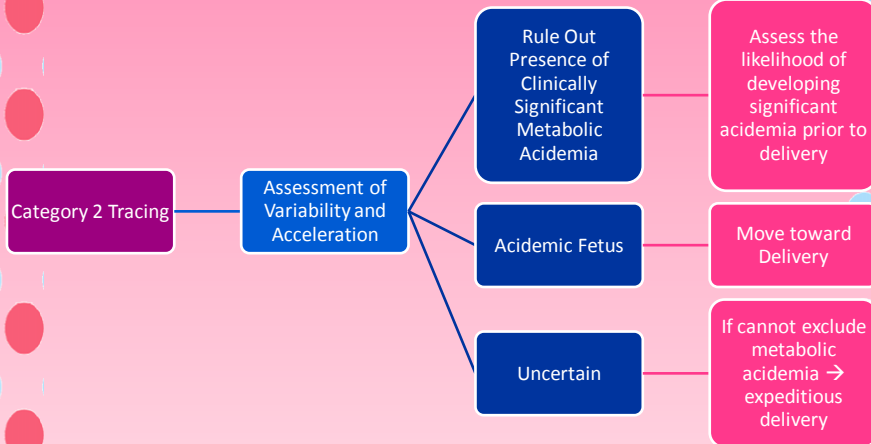 Category 2 Tracing
Assessment of
Variability and
Acceleration
Rule Out
Presence of
Clinically
Significant
Metabolic
Acidemia
Assess the
likelihood of
developing
significant
acidemia prior to
delivery
Acidemic Fetus
Move toward
Delivery
Uncertain
If cannot exclude
metabolic
acidemia →
expeditious
delivery